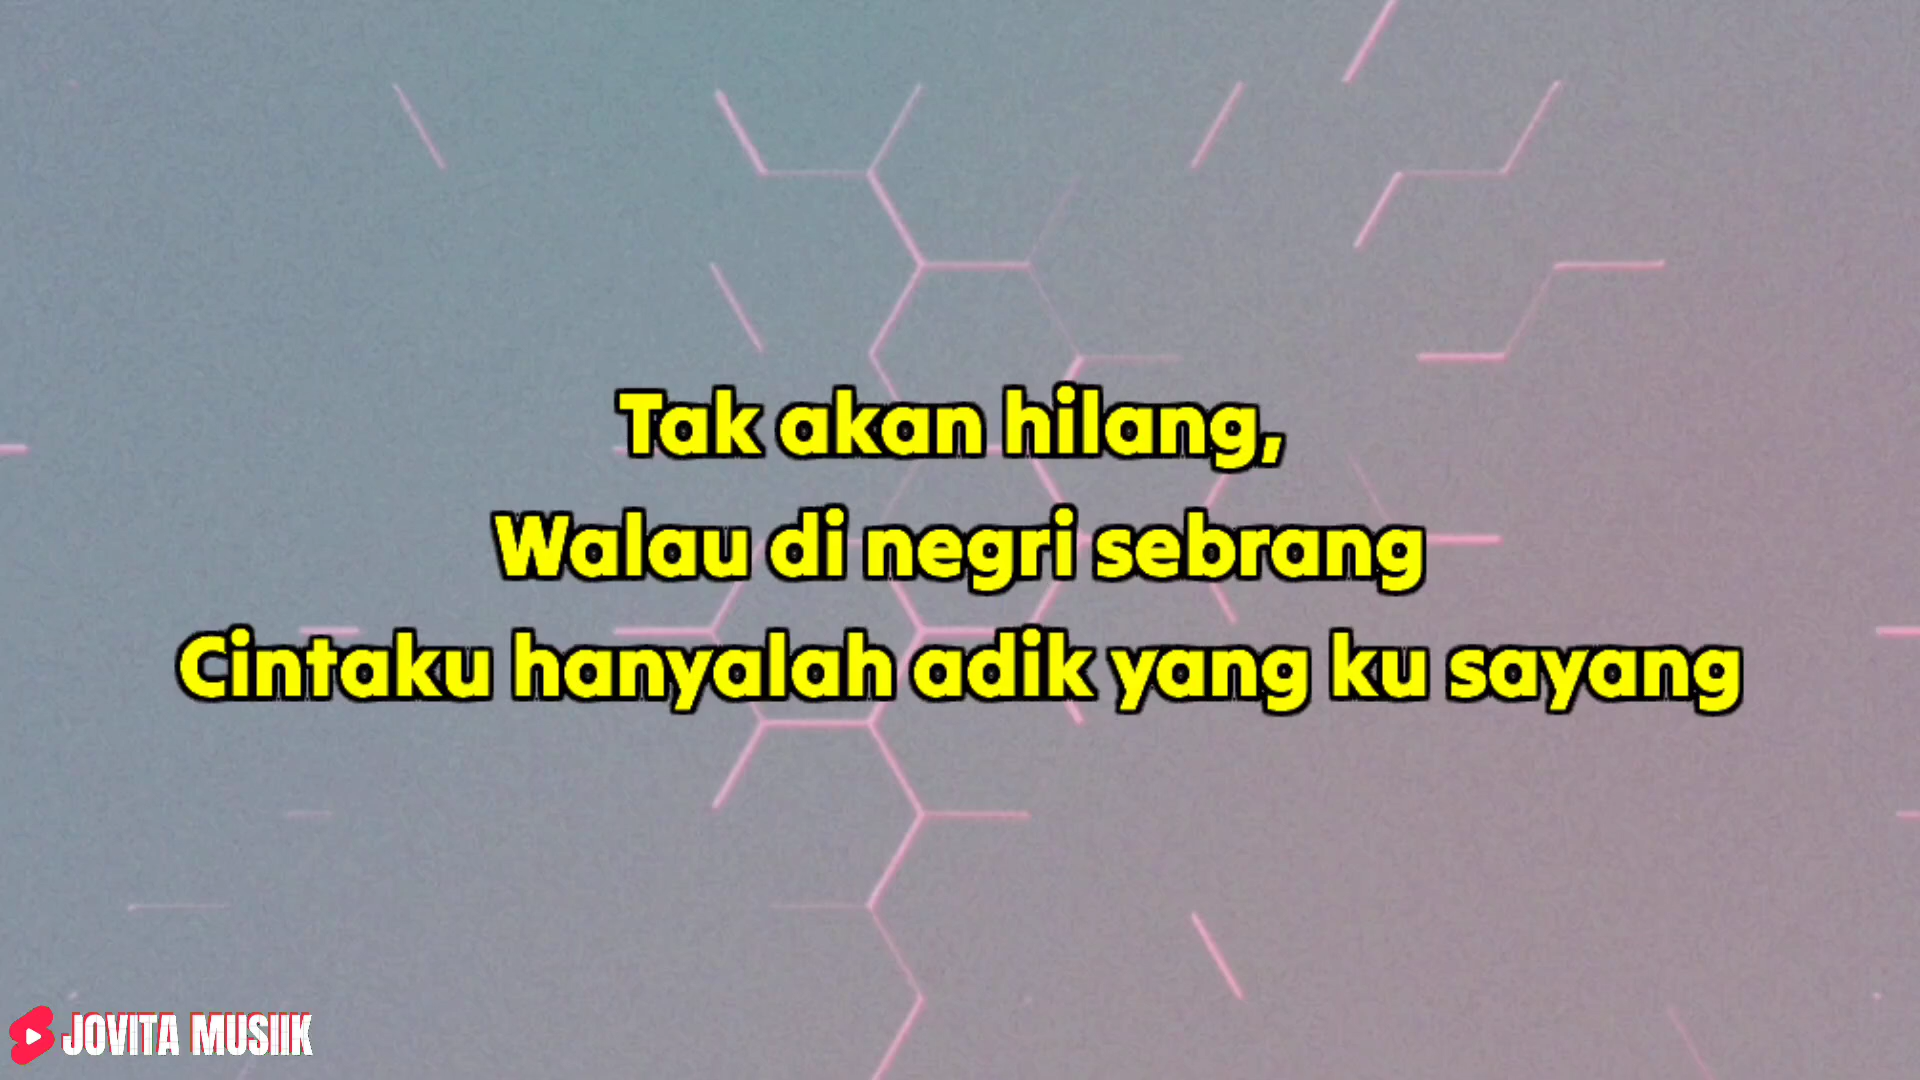 Tak akan hilang,
Walau di negri sebrang
Cintaku hanyalah adik yang ku sayang
JOVITA MUSIIK